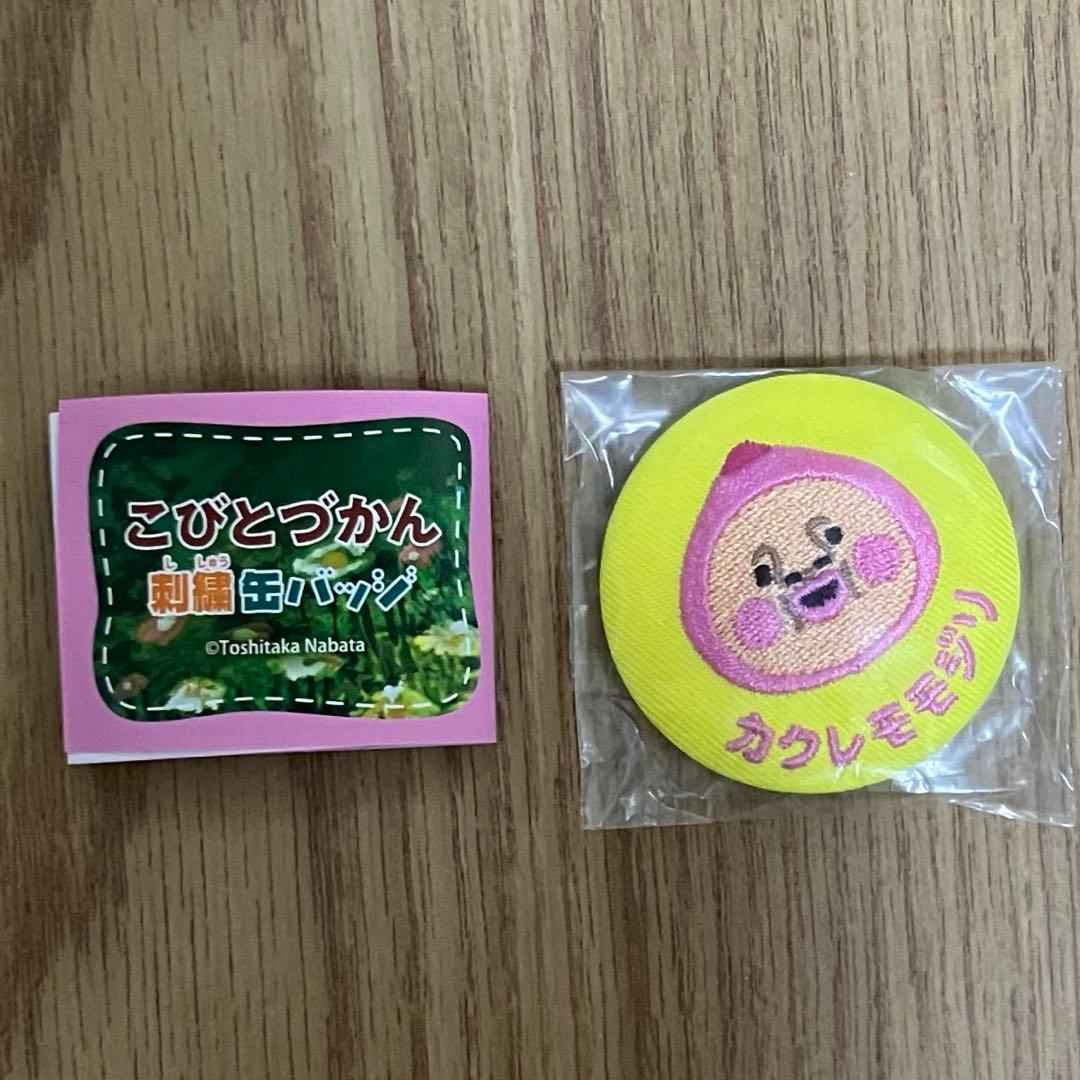 こびとづかん
し しゅう
刺繍缶バッジ
©Toshitaka Nabata
カクレモモジリ